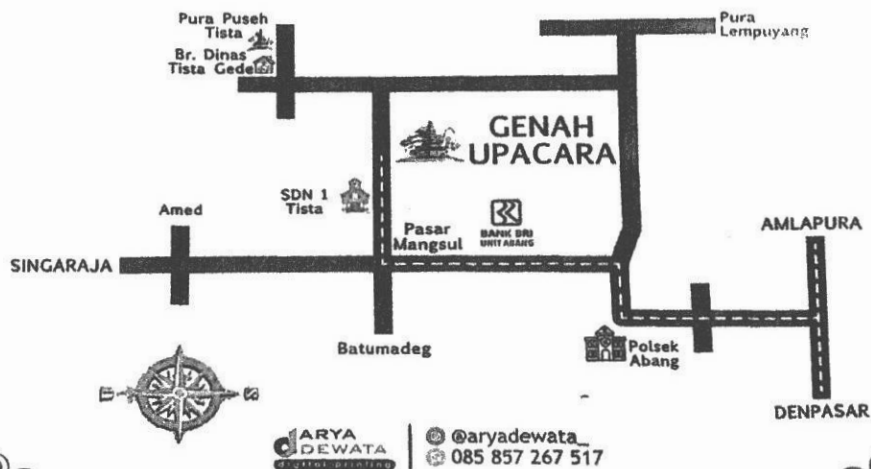 Pura Puseh
Tista
Br. Dinas
Tista Gede
Pura
Lempuyang
GENAH
UPACARA
SDN 1
Tista
Amed
Pasar
Mangsul
BANK BRI
UNIT ABANG
AMLAPURA
SINGARAJA
Batumadeg
Polsek
Abang
DENPASAR
ARYA
DEWATA
digital printing
@aryadewata_
085 857 267 517